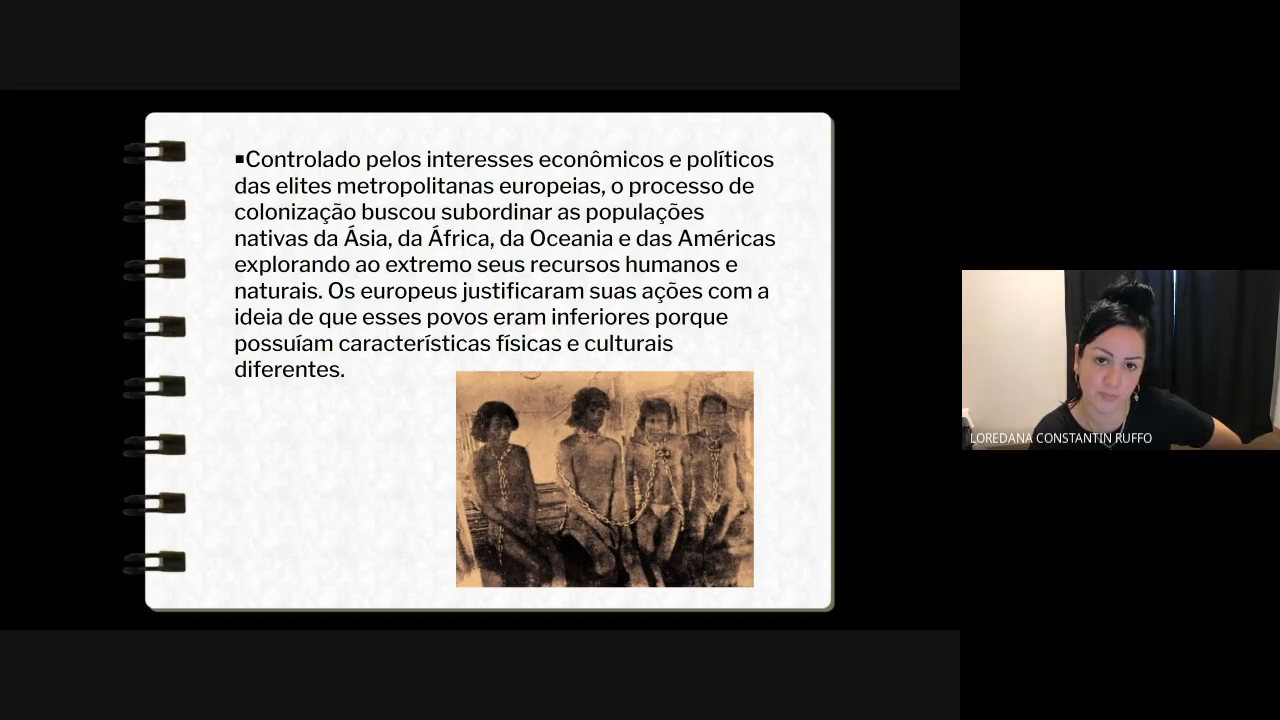 ▪Controlado pelos interesses econômicos e políticos
das elites metropolitanas europeias, o processo de
colonização buscou subordinar as populações
nativas da Ásia, da África, da Oceania e das Américas
explorando ao extremo seus recursos humanos e
naturais. Os europeus justificaram suas ações com a
ideia de que esses povos eram inferiores porque
possuíam características físicas e culturais
diferentes.
LOREDANA CONSTANTIN RUFFO